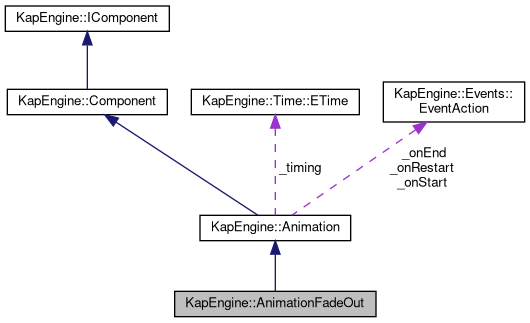 KapEngine::IComponent
KapEngine::Component
KapEngine::Time::ETime
KapEngine::Events::
EventAction
_timing
_onEnd
_onRestart
_onStart
KapEngine::Animation
KapEngine::AnimationFadeOut